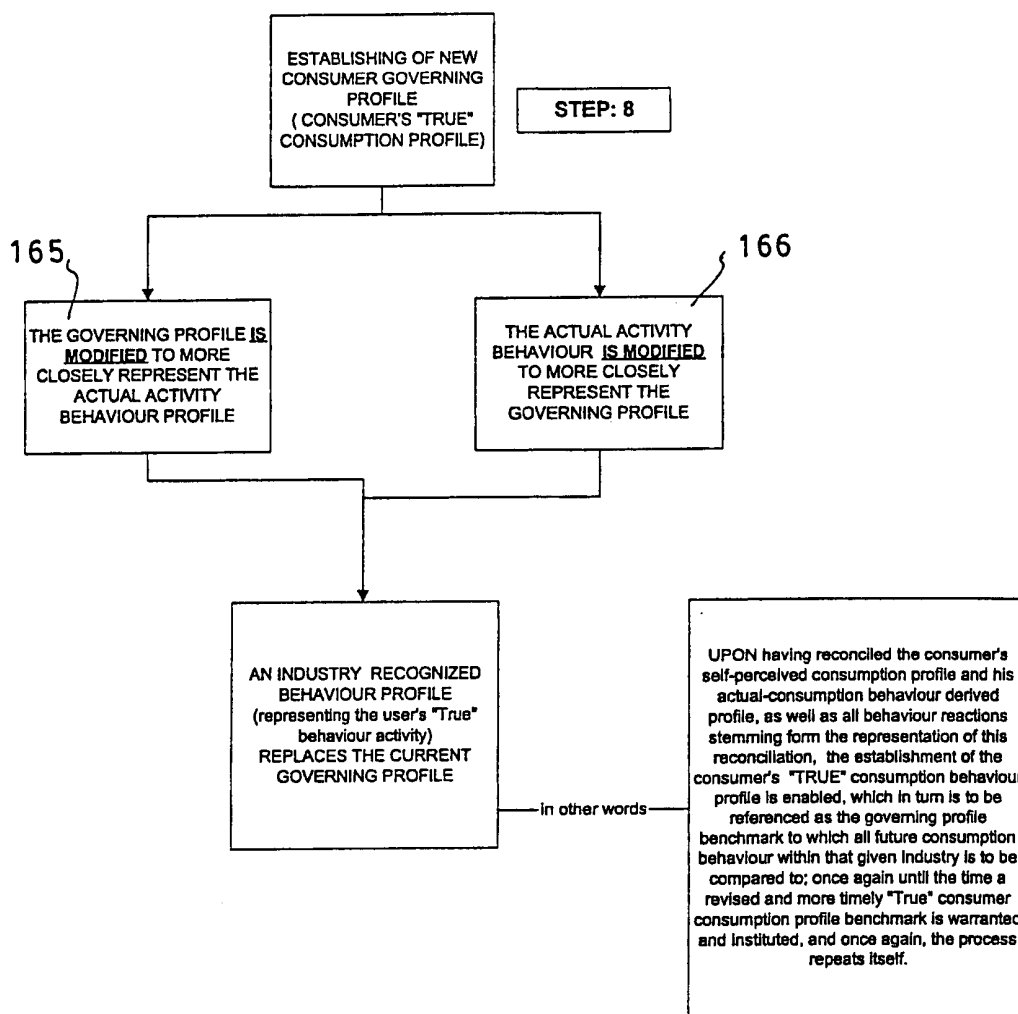 ESTABLISHING OF NEW
CONSUMER GOVERNING
PROFILE
( CONSUMER'S "TRUE"
CONSUMPTION PROFILE)
STEP: 8
165
166
THE GOVERNING PROFILE IS
MODIFIED TO MORE
CLOSELY REPRESENT THE
ACTUAL ACTIVITY
BEHAVIOUR PROFILE
THE ACTUAL ACTIVITY
BEHAVIOUR IS MODIFIED
TO MORE CLOSELY
REPRESENT THE
GOVERNING PROFILE
AN INDUSTRY RECOGNIZED
BEHAVIOUR PROFILE
(representing the user's "True"
behaviour activity)
REPLACES THE CURRENT
GOVERNING PROFILE
in other words
UPON having reconciled the consumer's
self-perceived consumption profile and his
actual-consumption behaviour derived
profile, as well as all behaviour reactions
stemming form the representation of this
reconciliation, the establishment of the
consumer's "TRUE" consumption behaviour
profile is enabled, which in turn is to be
referenced as the governing profile
benchmark to which all future consumption
behaviour within that given industry is to be
compared to; once again until the time a
revised and more timely "True" consumer
consumption profile benchmark is warranted
and instituted, and once again, the process
repeats itself.